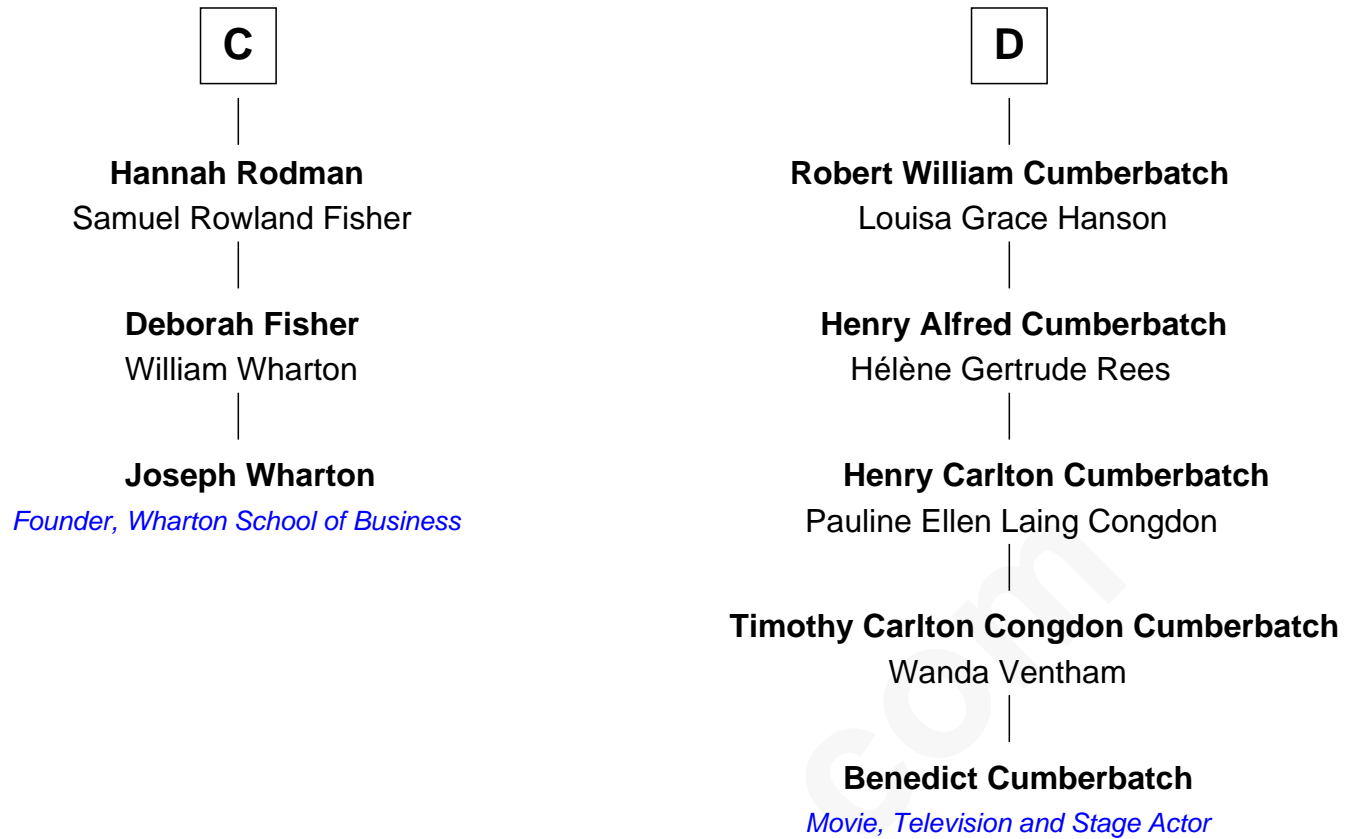 C
Hannah Rodman
Samuel Rowland Fisher
Deborah Fisher
William Wharton
Joseph Wharton
Founder, Wharton School of Business
D
Robert William Cumberbatch
Louisa Grace Hanson
Henry Alfred Cumberbatch
Hélène Gertrude Rees
Henry Carlton Cumberbatch
Pauline Ellen Laing Congdon
Timothy Carlton Congdon Cumberbatch
Wanda Ventham
Benedict Cumberbatch
Movie, Television and Stage Actor
com